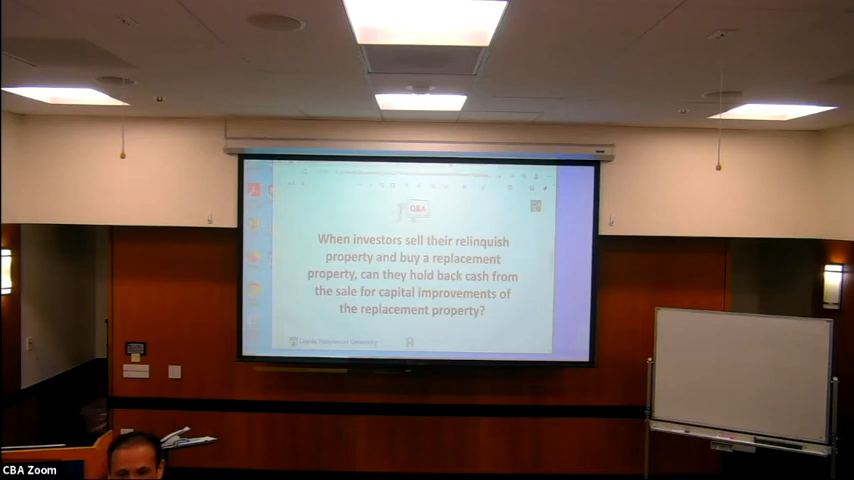 Q&A
When investors sell their relinquish
property and buy a replacement
property, can they hold back cash from
the sale for capital improvements of
the replacement property?
Loyola Marymount University
CBA Zoom